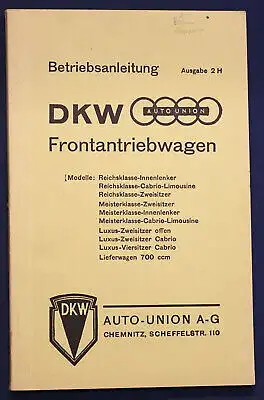 Betriebsanleitung Ausgabe 2 H
DKW AUTO UNION
Frontantriebwagen
(Modelle: Reichsklasse-Innenlenker
Reichsklasse-Cabrio-Limousine
Reichsklasse-Zweisitzer
Meisterklasse-Zweisitzer
Meisterklasse-Innenlenker
Meisterklasse-Cabrio-Limousine
Luxus-Zweisitzer offen
Luxus-Zweisitzer Cabrio
Luxus-Viersitzer Cabrio
Lieferwagen 700 ccm
DKW
AUTO-UNION A-G
CHEMNITZ, SCHEFFELSTR. 110